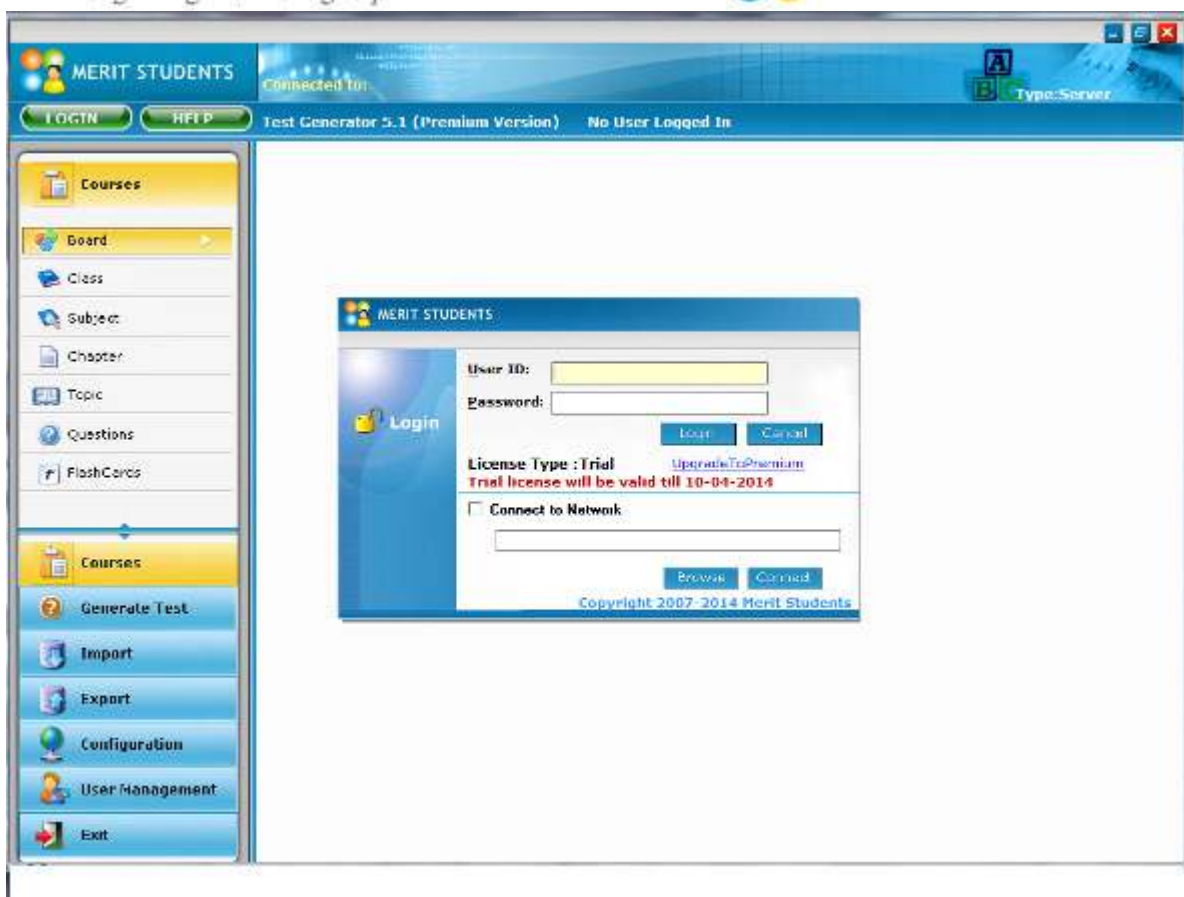 MERIT STUDENTS
Connected to:
A
B
Type:Server
LOGIN
HELP
Test Generator 5.1 (Premium Version)
No User Logged In
Courses
Board
Class
Subject
Chapter
Topic
Questions
FlashCards
Courses
Generate Test
Import
Export
Configuration
User Management
Exit
MERIT STUDENTS
Login
User ID:
Password:
Login
Cancel
License Type :Trial
UpgradeToPremium
Trial license will be valid till 10-04-2014
Connect to Network
Browse
Connect
Copyright 2007-2014 Merit Students